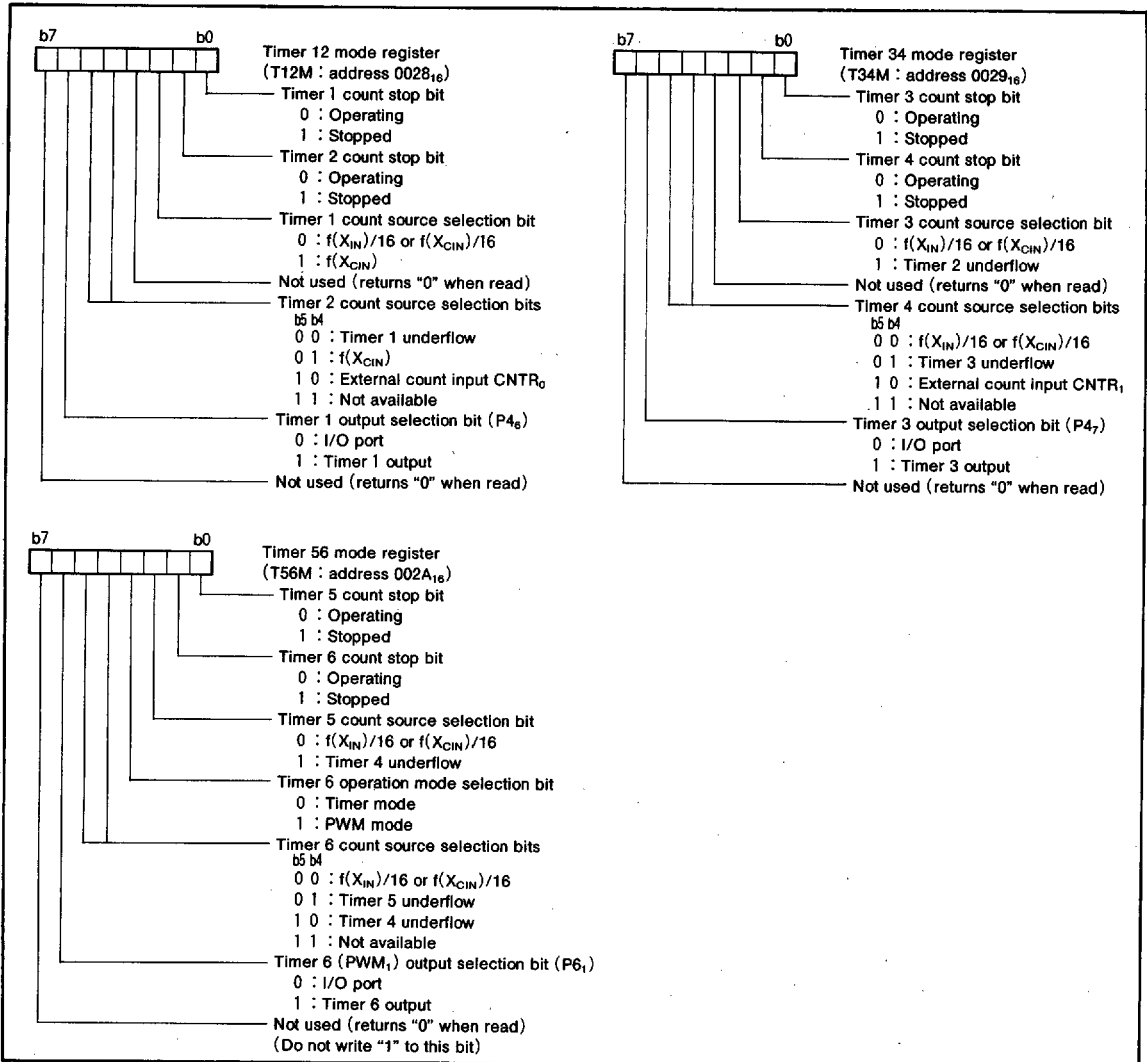 b7 b0
Timer 12 mode register
(T12M : address 0028₁₆)
Timer 1 count stop bit
0 : Operating
1 : Stopped
Timer 2 count stop bit
0 : Operating
1 : Stopped
Timer 1 count source selection bit
0 : f(X_IN)/16 or f(X_CIN)/16
1 : f(X_CIN)
Not used (returns “0” when read)
Timer 2 count source selection bits
b5 b4
0 0 : Timer 1 underflow
0 1 : f(X_CIN)
1 0 : External count input CNTR₀
1 1 : Not available
Timer 1 output selection bit (P4₆)
0 : I/O port
1 : Timer 1 output
Not used (returns “0” when read)
b7 b0
Timer 34 mode register
(T34M : address 0029₁₆)
Timer 3 count stop bit
0 : Operating
1 : Stopped
Timer 4 count stop bit
0 : Operating
1 : Stopped
Timer 3 count source selection bit
0 : f(X_IN)/16 or f(X_CIN)/16
1 : Timer 2 underflow
Not used (returns “0” when read)
Timer 4 count source selection bits
b5 b4
0 0 : f(X_IN)/16 or f(X_CIN)/16
0 1 : Timer 3 underflow
1 0 : External count input CNTR₁
1 1 : Not available
Timer 3 output selection bit (P4₇)
0 : I/O port
1 : Timer 3 output
Not used (returns “0” when read)
b7 b0
Timer 56 mode register
(T56M : address 002A₁₆)
Timer 5 count stop bit
0 : Operating
1 : Stopped
Timer 6 count stop bit
0 : Operating
1 : Stopped
Timer 5 count source selection bit
0 : f(X_IN)/16 or f(X_CIN)/16
1 : Timer 4 underflow
Timer 6 operation mode selection bit
0 : Timer mode
1 : PWM mode
Timer 6 count source selection bits
b5 b4
0 0 : f(X_IN)/16 or f(X_CIN)/16
0 1 : Timer 5 underflow
1 0 : Timer 4 underflow
1 1 : Not available
Timer 6 (PWM₁) output selection bit (P6₁)
0 : I/O port
1 : Timer 6 output
Not used (returns “0” when read)
(Do not write “1” to this bit)